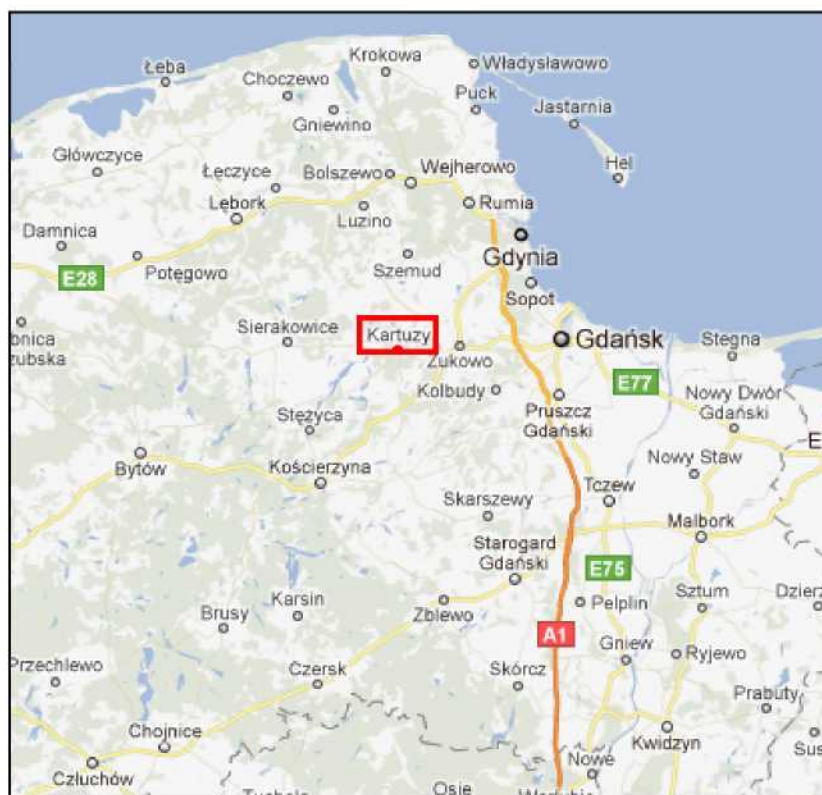 Krokowa
Władysławowo
Łeba
Choczewo
Puck
Jastarnia
Gniewino
Główczyce
Łęczyce
Bolszewo
Wejherowo
Hel
Lębork
Luzino
Rumia
Damnica
Potęgowo
Szemud
Gdynia
E28
Sopot
Sierakowice
Kartuzy
Żukowo
Gdańsk
Stegna
Kolbudy
E77
Nowy Dwór
Gdański
Stężyca
Pruszcz
Gdański
Bytów
Kościerzyna
Nowy Staw
Tczew
Skarszewy
Malbork
Starogard
Gdański
E75
Brusy
Karsin
Zblewo
Pelplin
Sztum
A1
Przechlewo
Czersk
Skórcz
Gniew
Ryjewo
Prabuty
Chojnice
Człuchów
Kwidzyn
Nowe
Osie